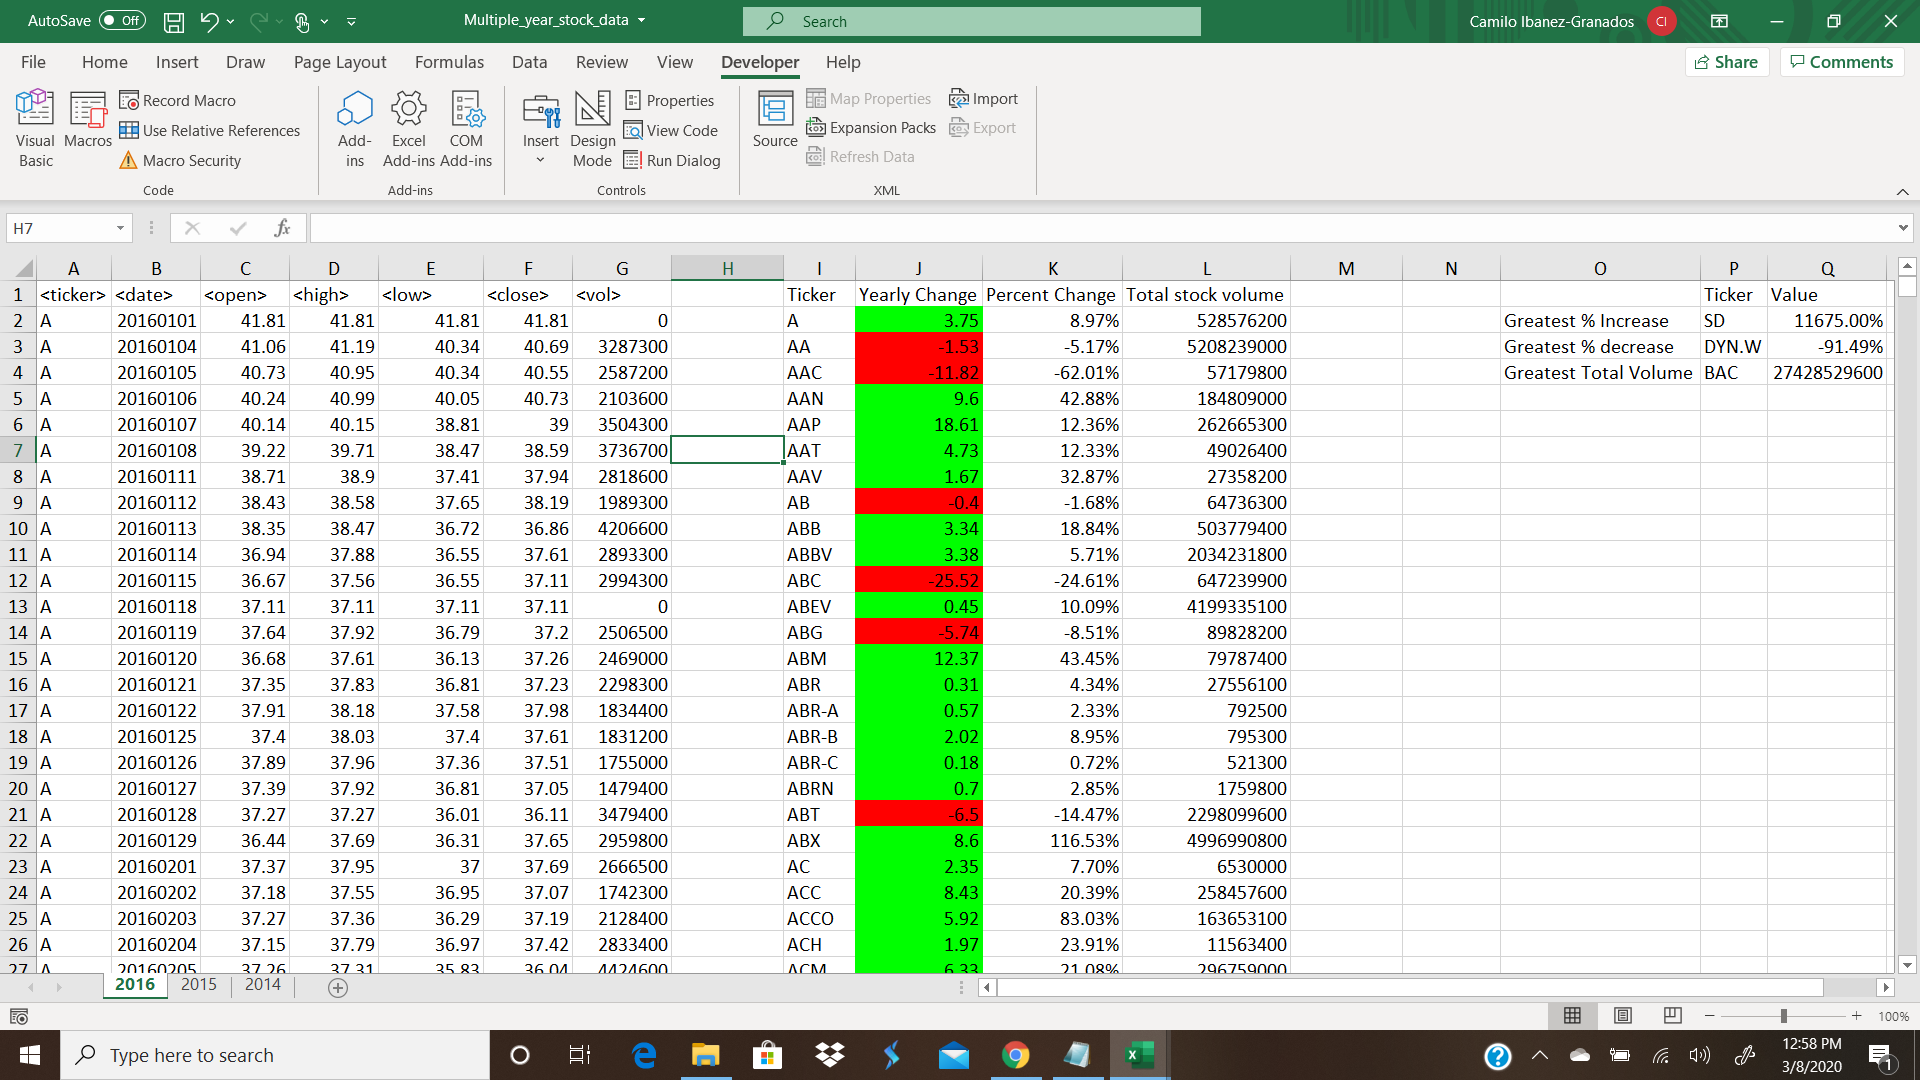 AutoSave Off Multiple_year_stock_data Search Camilo Ibanez-Granados CI
File Home Insert Draw Page Layout Formulas Data Review View Developer Help Share Comments
Visual Basic Macros Record Macro Use Relative References Macro Security Code
Add-ins Excel Add-ins COM Add-ins Add-ins
Insert Design Mode Properties View Code Run Dialog Controls
Source Map Properties Expansion Packs Refresh Data Import Export XML
H7 fx
A B C D E F G H I J K L M N O P Q
1 <ticker> <date> <open> <high> <low> <close> <vol> Ticker Yearly Change Percent Change Total stock volume Ticker Value
2 A 20160101 41.81 41.81 41.81 41.81 0 A 3.75 8.97% 528576200 Greatest % Increase SD 11675.00%
3 A 20160104 41.06 41.19 40.34 40.69 3287300 AA -1.53 -5.17% 5208239000 Greatest % decrease DYN.W -91.49%
4 A 20160105 40.73 40.95 40.34 40.55 2587200 AAC -11.82 -62.01% 57179800 Greatest Total Volume BAC 27428529600
5 A 20160106 40.24 40.99 40.05 40.73 2103600 AAN 9.6 42.88% 184809000
6 A 20160107 40.14 40.15 38.81 39 3504300 AAP 18.61 12.36% 262665300
7 A 20160108 39.22 39.71 38.47 38.59 3736700 AAT 4.73 12.33% 49026400
8 A 20160111 38.71 38.9 37.41 37.94 2818600 AAV 1.67 32.87% 27358200
9 A 20160112 38.43 38.58 37.65 38.19 1989300 AB -0.4 -1.68% 64736300
10 A 20160113 38.35 38.47 36.72 36.86 4206600 ABB 3.34 18.84% 503779400
11 A 20160114 36.94 37.88 36.55 37.61 2893300 ABBV 3.38 5.71% 2034231800
12 A 20160115 36.67 37.56 36.55 37.11 2994300 ABC -25.52 -24.61% 647239900
13 A 20160118 37.11 37.11 37.11 37.11 0 ABEV 0.45 10.09% 4199335100
14 A 20160119 37.64 37.92 36.79 37.2 2506500 ABG -5.74 -8.51% 89828200
15 A 20160120 36.68 37.61 36.13 37.26 2469000 ABM 12.37 43.45% 79787400
16 A 20160121 37.35 37.83 36.81 37.23 2298300 ABR 0.31 4.34% 27556100
17 A 20160122 37.91 38.18 37.58 37.98 1834400 ABR-A 0.57 2.33% 792500
18 A 20160125 37.4 38.03 37.4 37.61 1831200 ABR-B 2.02 8.95% 795300
19 A 20160126 37.89 37.96 37.36 37.51 1755000 ABR-C 0.18 0.72% 521300
20 A 20160127 37.39 37.92 36.81 37.05 1479400 ABRN 0.7 2.85% 1759800
21 A 20160128 37.27 37.27 36.01 36.11 3479400 ABT -6.5 -14.47% 2298099600
22 A 20160129 36.44 37.69 36.31 37.65 2959800 ABX 8.6 116.53% 4996990800
23 A 20160201 37.37 37.95 37 37.69 2666500 AC 2.35 7.70% 6530000
24 A 20160202 37.18 37.55 36.95 37.07 1742300 ACC 8.43 20.39% 258457600
25 A 20160203 37.27 37.36 36.29 37.19 2128400 ACCO 5.92 83.03% 163653100
26 A 20160204 37.15 37.79 36.97 37.42 2833400 ACH 1.97 23.91% 11563400
27 A 20160205 37.26 37.31 35.83 36.04 4424600 ACM 6.33 21.08% 296759000
2016 2015 2014
100%
Type here to search 12:58 PM
3/8/2020 1